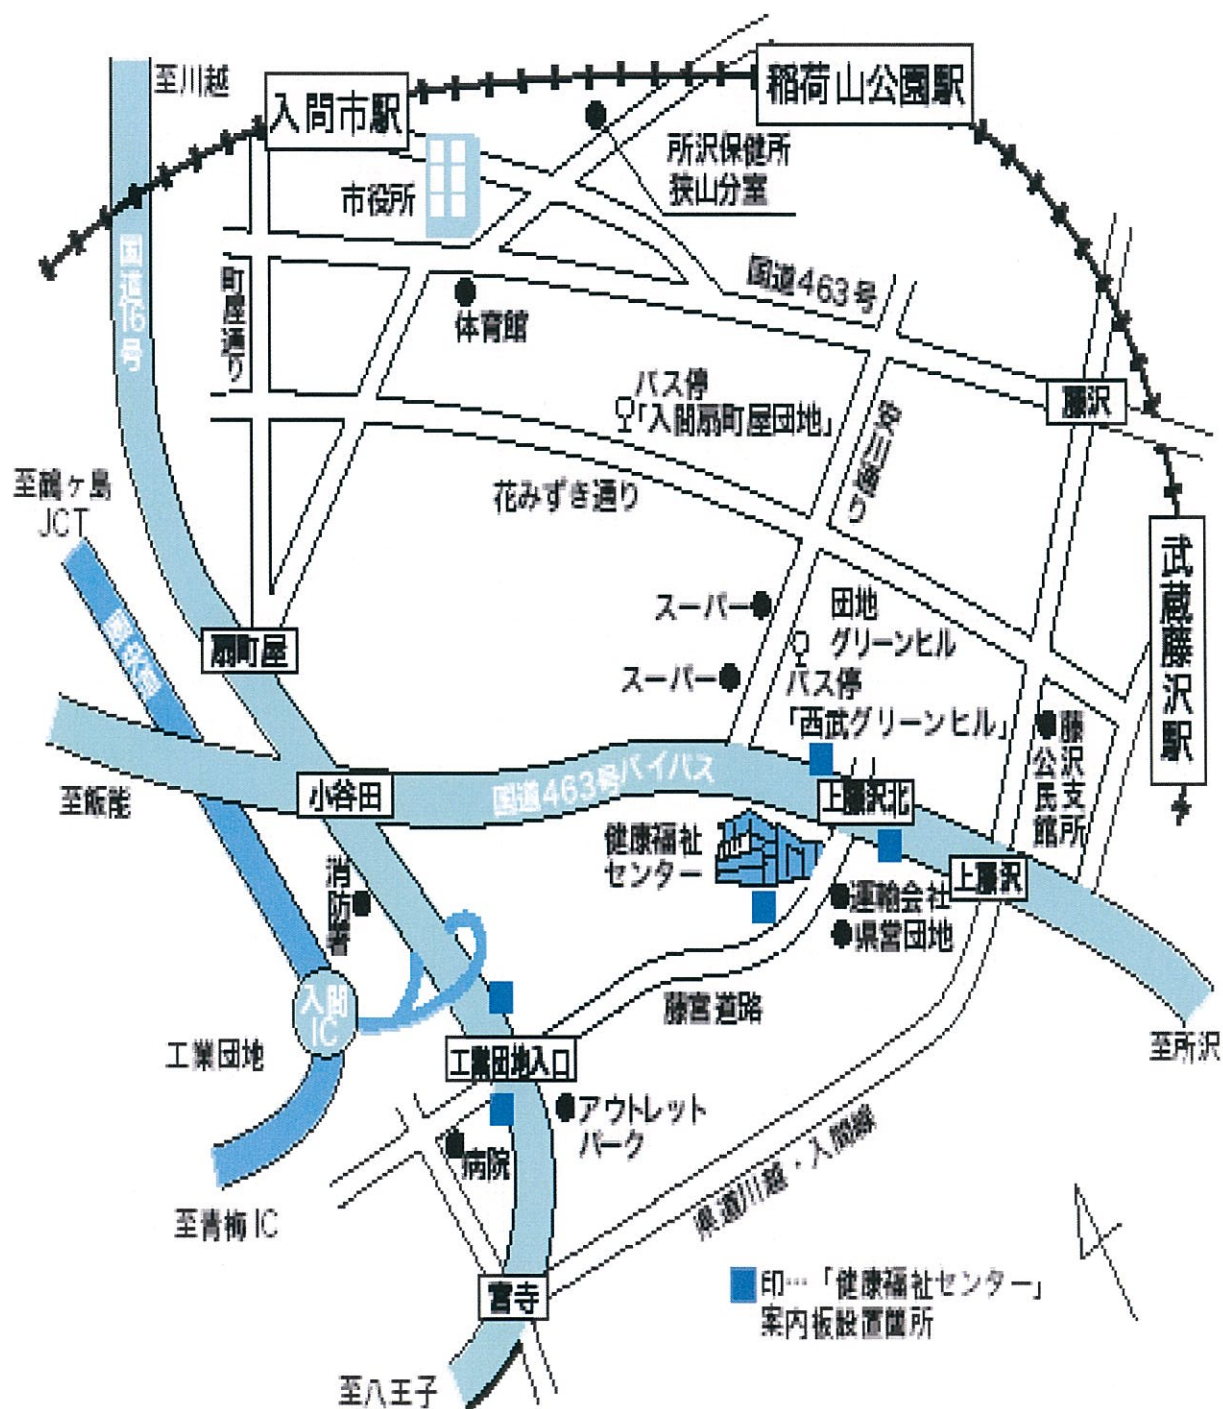 至川越
入間市駅
稲荷山公園駅
所沢保健所
狭山分室
市役所
国道16号
町屋通り
体育館
国道463号
バス停
「入間扇町屋団地」
藤沢
花みずき通り
至鶴ヶ島
JCT
武蔵藤沢駅
スーパー
団地
グリーンヒル
扇町屋
スーパー
バス停
「西武グリーンヒル」
藤沢支所
公民館
至飯能
小谷田
国道463号バイパス
上藤沢北
健康福祉
センター
上藤沢
消防署
運輸会社
県営団地
入間
IC
藤宮道路
工業団地
工業団地入口
至所沢
アウトレット
パーク
病院
県道川越・入間線
至青梅IC
印…「健康福祉センター」
案内板設置箇所
宮寺
至八王子